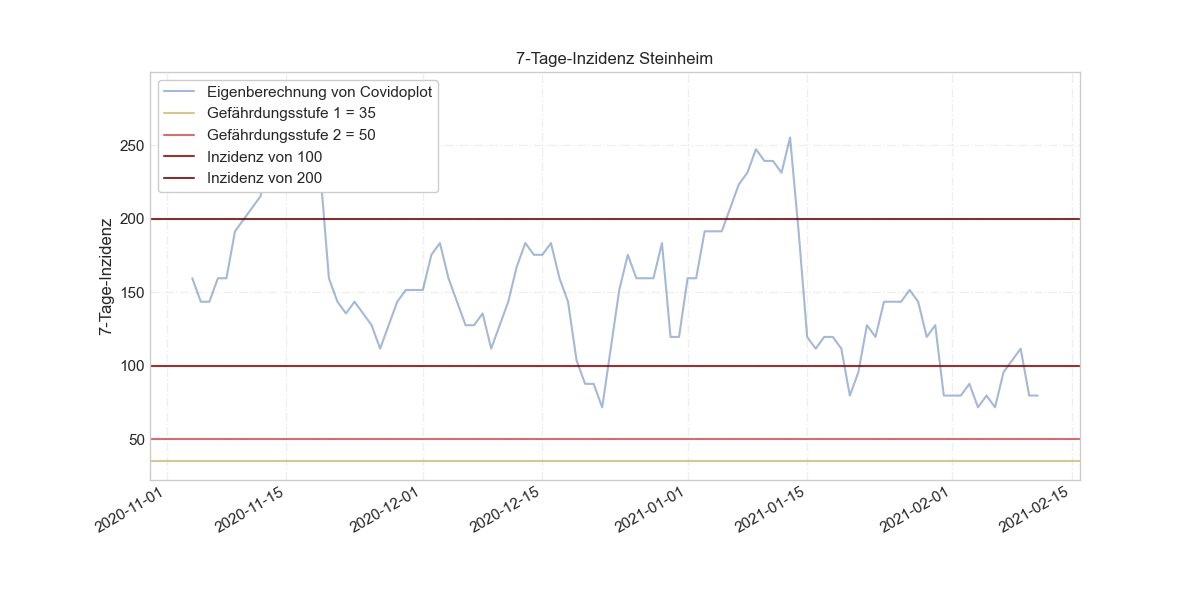 7-Tage-Inzidenz Steinheim
Eigenberechnung von Covidoplot
Gefährdungsstufe 1 = 35
Gefährdungsstufe 2 = 50
Inzidenz von 100
Inzidenz von 200
7-Tage-Inzidenz
250
200
150
100
50
2020-11-01
2020-11-15
2020-12-01
2020-12-15
2021-01-01
2021-01-15
2021-02-01
2021-02-15